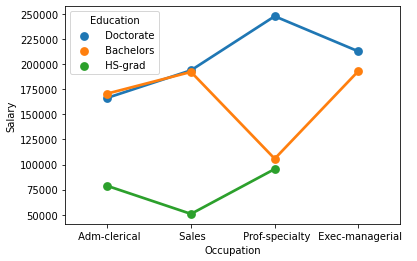 Education
Doctorate
Bachelors
HS-grad
250000
225000
200000
175000
150000
125000
100000
75000
50000
Salary
Adm-clerical Sales Prof-specialty Exec-managerial
Occupation